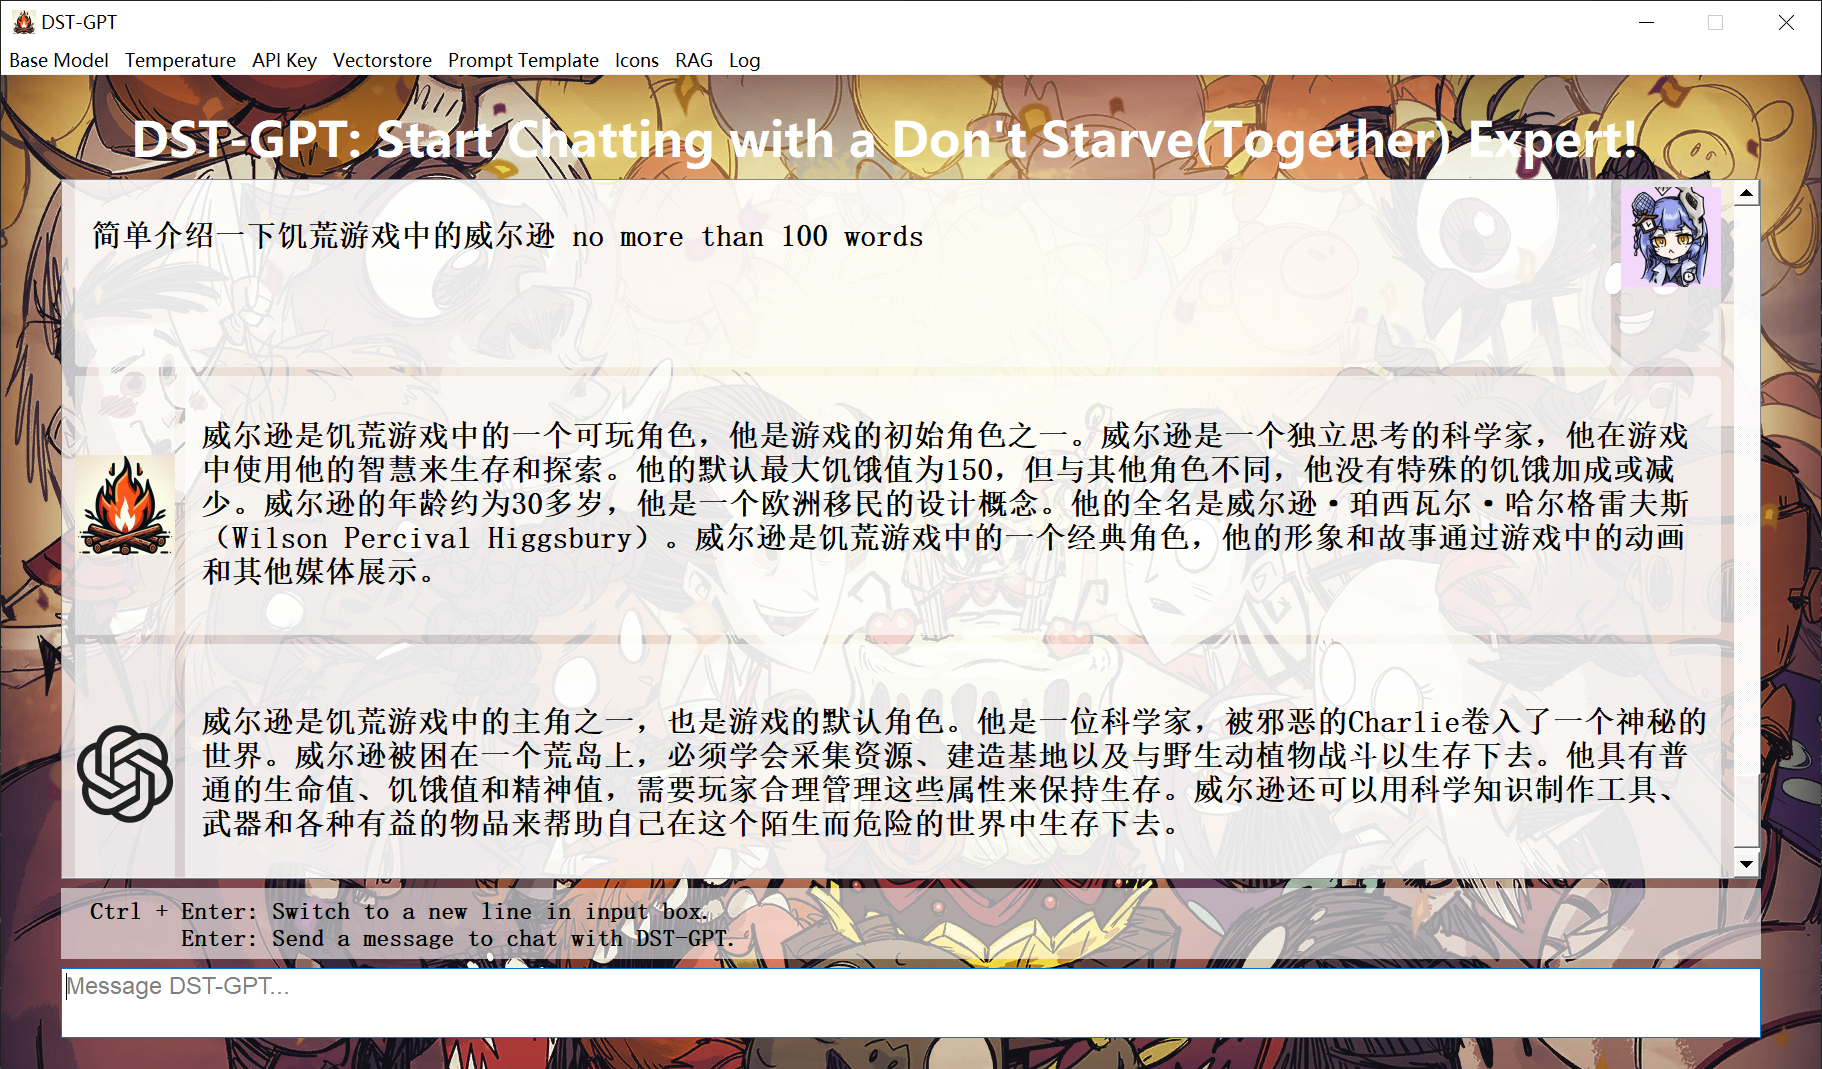 DST-GPT
Base Model Temperature API Key Vectorstore Prompt Template Icons RAG Log
DST-GPT: Start Chatting with a Don't Starve(Together) Expert!
简单介绍一下饥荒游戏中的威尔逊 no more than 100 words
威尔逊是饥荒游戏中的一个可玩角色，他是游戏的初始角色之一。威尔逊是一个独立思考的科学家，他在游戏
中使用他的智慧来生存和探索。他的默认最大饥饿值为150，但与其他角色不同，他没有特殊的饥饿加成或减
少。威尔逊的年龄约为30多岁，他是一个欧洲移民的设计概念。他的全名是威尔逊·珀西瓦尔·哈尔格雷夫斯
（Wilson Percival Higgsbury）。威尔逊是饥荒游戏中的一个经典角色，他的形象和故事通过游戏中的动画
和其他媒体展示。
威尔逊是饥荒游戏中的主角之一，也是游戏的默认角色。他是一位科学家，被邪恶的Charlie卷入了一个神秘的
世界。威尔逊被困在一个荒岛上，必须学会采集资源、建造基地以及与野生动植物战斗以生存下去。他具有普
通的生命值、饥饿值和精神值，需要玩家合理管理这些属性来保持生存。威尔逊还可以用科学知识制作工具、
武器和各种有益的物品来帮助自己在这个陌生而危险的世界中生存下去。
Ctrl + Enter: Switch to a new line in input box.
Enter: Send a message to chat with DST-GPT.
Message DST-GPT...